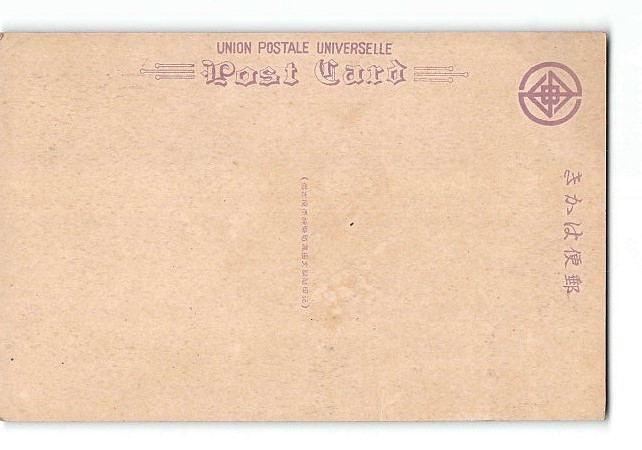 UNION POSTALE UNIVERSELLE
Post Card
きかは便郵